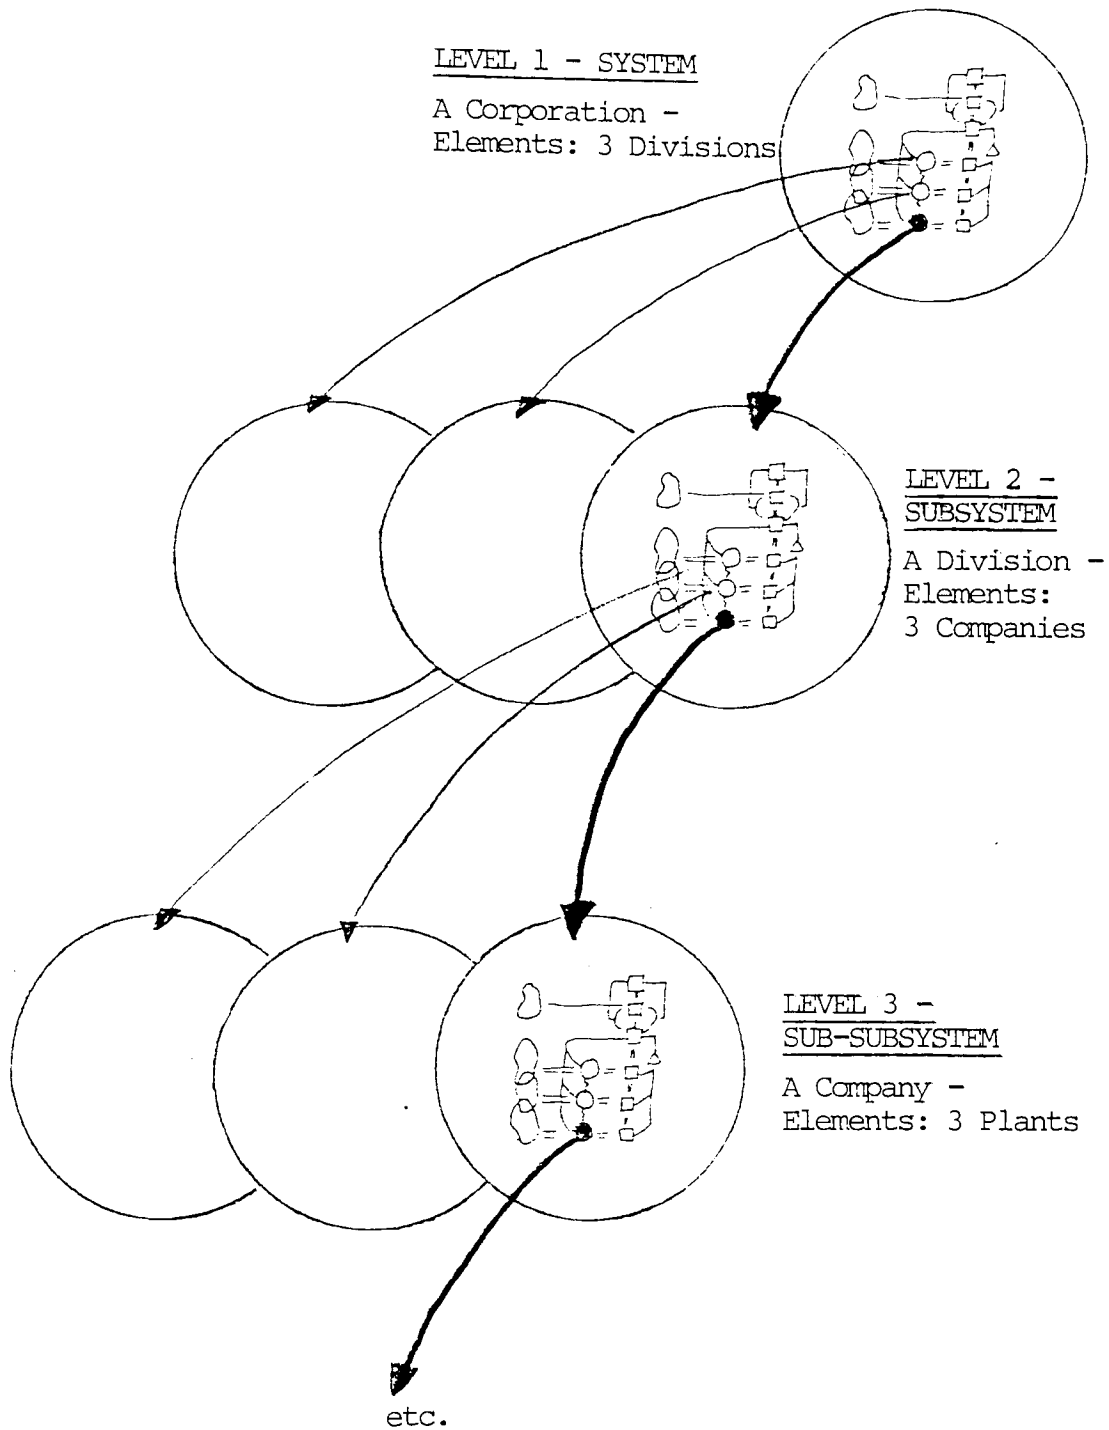 LEVEL 1 - SYSTEM
A Corporation -
Elements: 3 Divisions
LEVEL 2 -
SUBSYSTEM
A Division -
Elements:
3 Companies
LEVEL 3 -
SUB-SUBSYSTEM
A Company -
Elements: 3 Plants
etc.